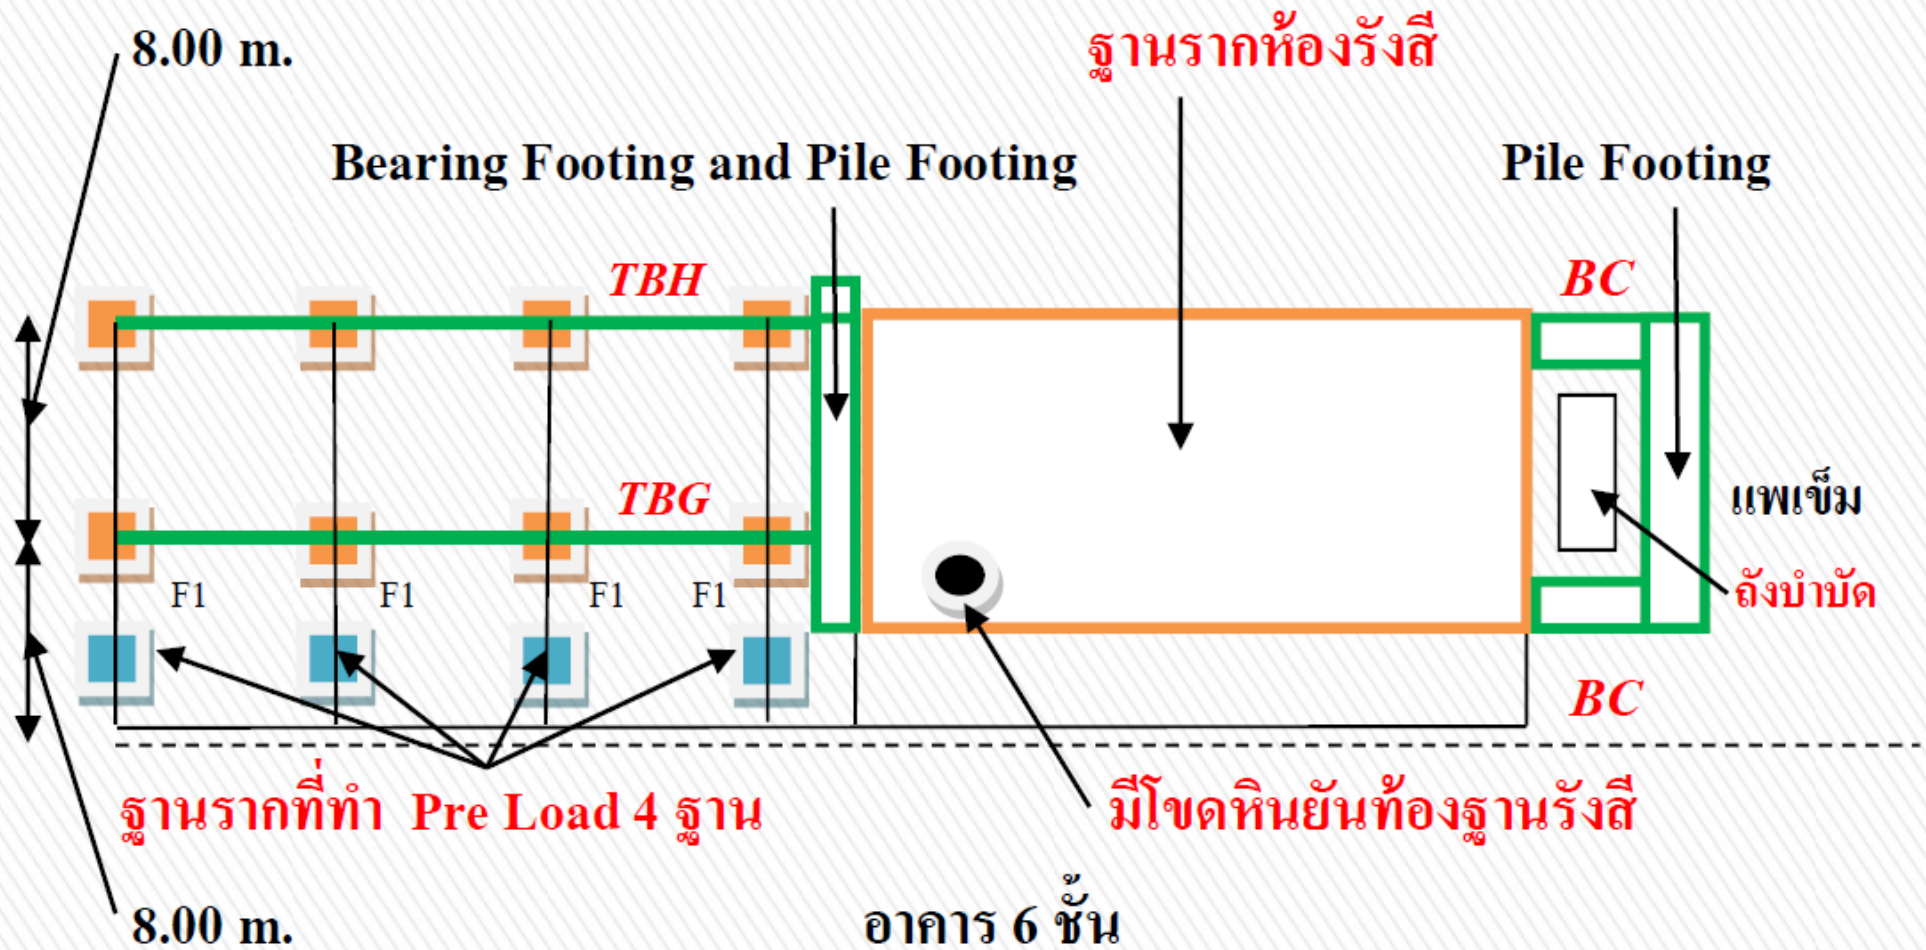 8.00 m.
ฐานรากห้องรังสี
Bearing Footing and Pile Footing
Pile Footing
TBH
BC
TBG
แพเข็ม
F1
F1
F1
F1
ถังบำบัด
BC
ฐานรากที่ทำ Pre Load 4 ฐาน
มีโขดหินยันท้องฐานรังสี
8.00 m.
อาคาร 6 ชั้น